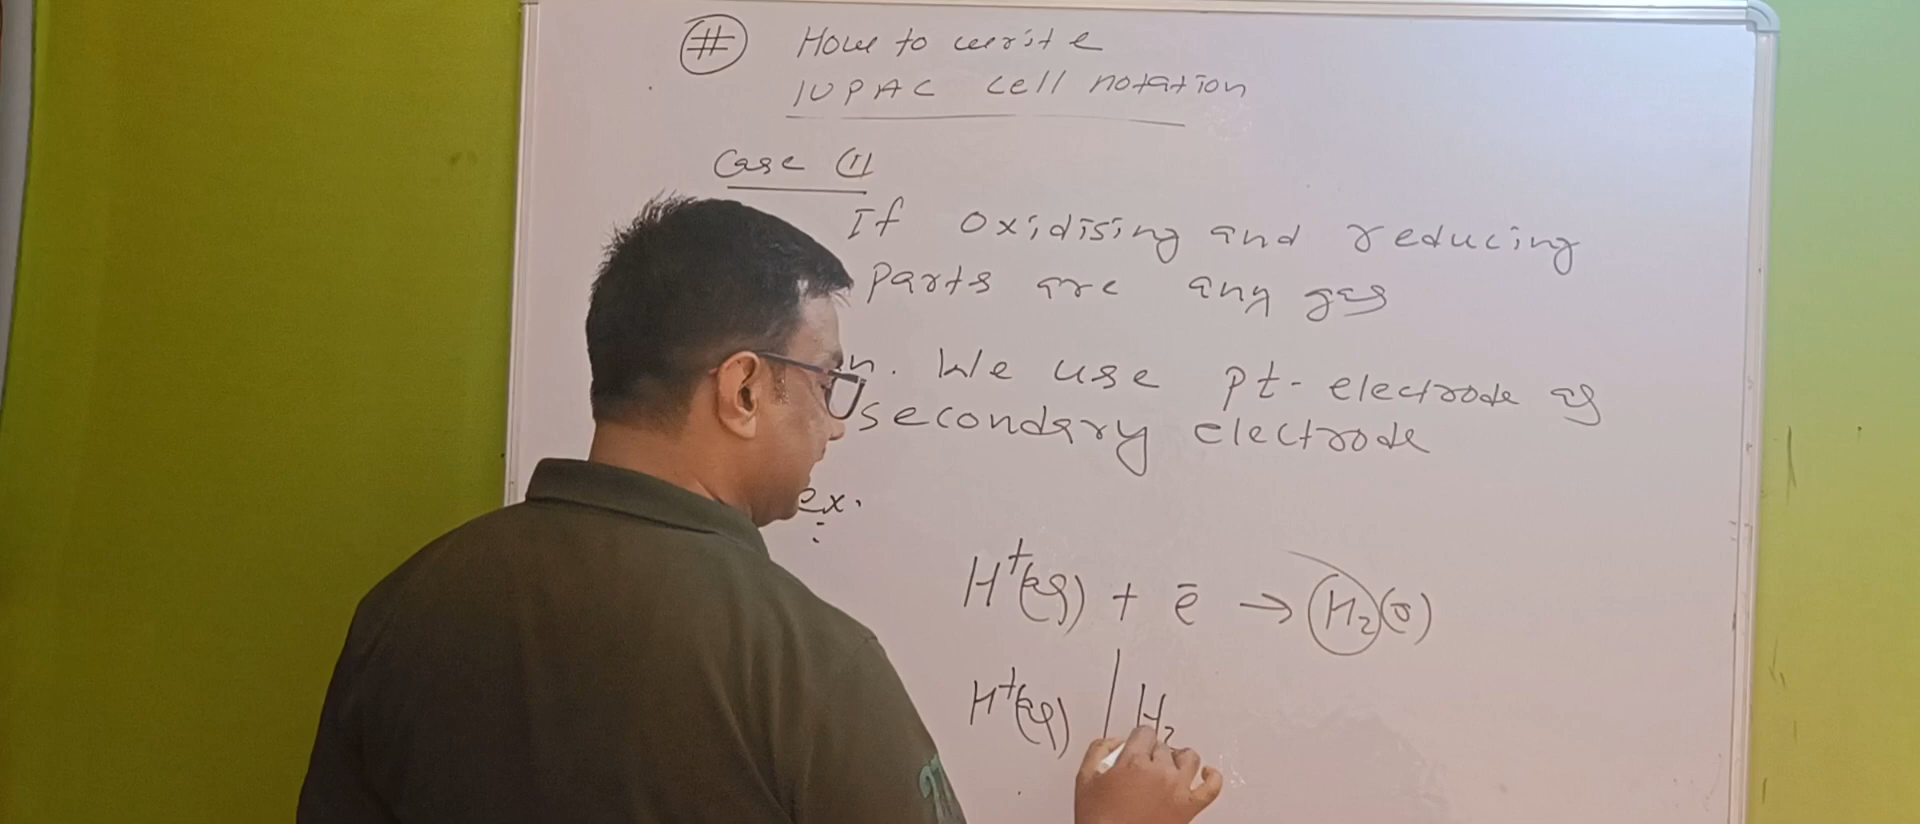 # How to write
IUPAC cell notation
Case (1)
If oxidising and reducing
parts are any gas
We use pt-electrode as
secondary electrode
ex.
H⁺(aq) + ē → H₂(g)
H⁺(aq) | H₂